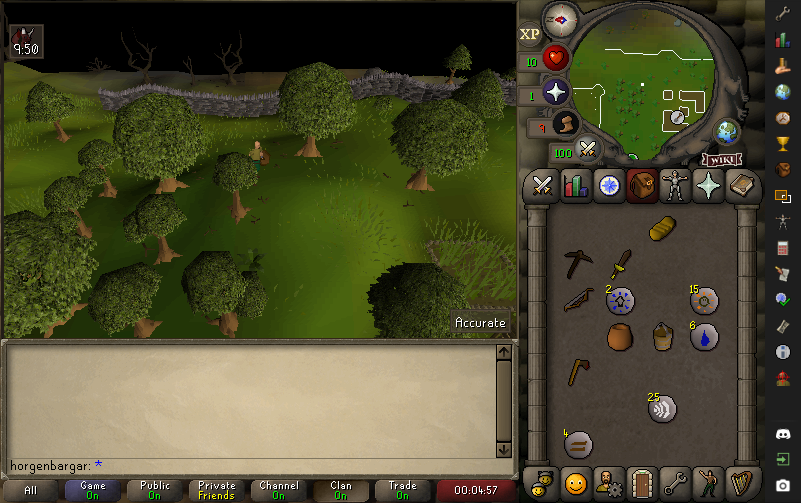 9:50
XP
10
1
9
100
WIKI
2
15
6
25
4
Accurate
horgenbargar: *
All
Game
On
Public
On
Private
Friends
Channel
On
Clan
On
Trade
On
00:04:57